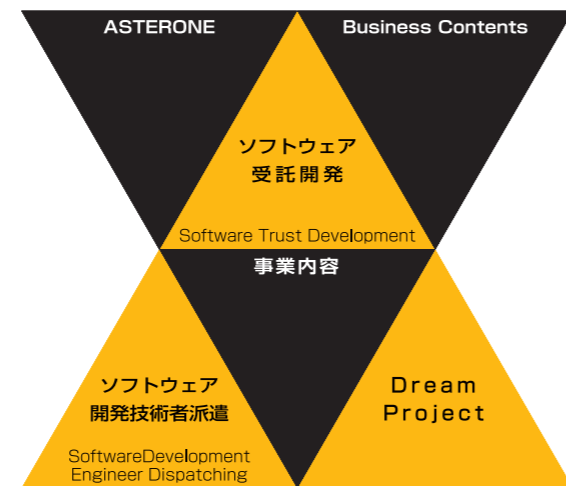 ASTERONE
Business Contents
ソフトウェア
受託開発
Software Trust Development
事業内容
ソフトウェア
開発技術者派遣
SoftwareDevelopment
Engineer Dispatching
Dream
Project